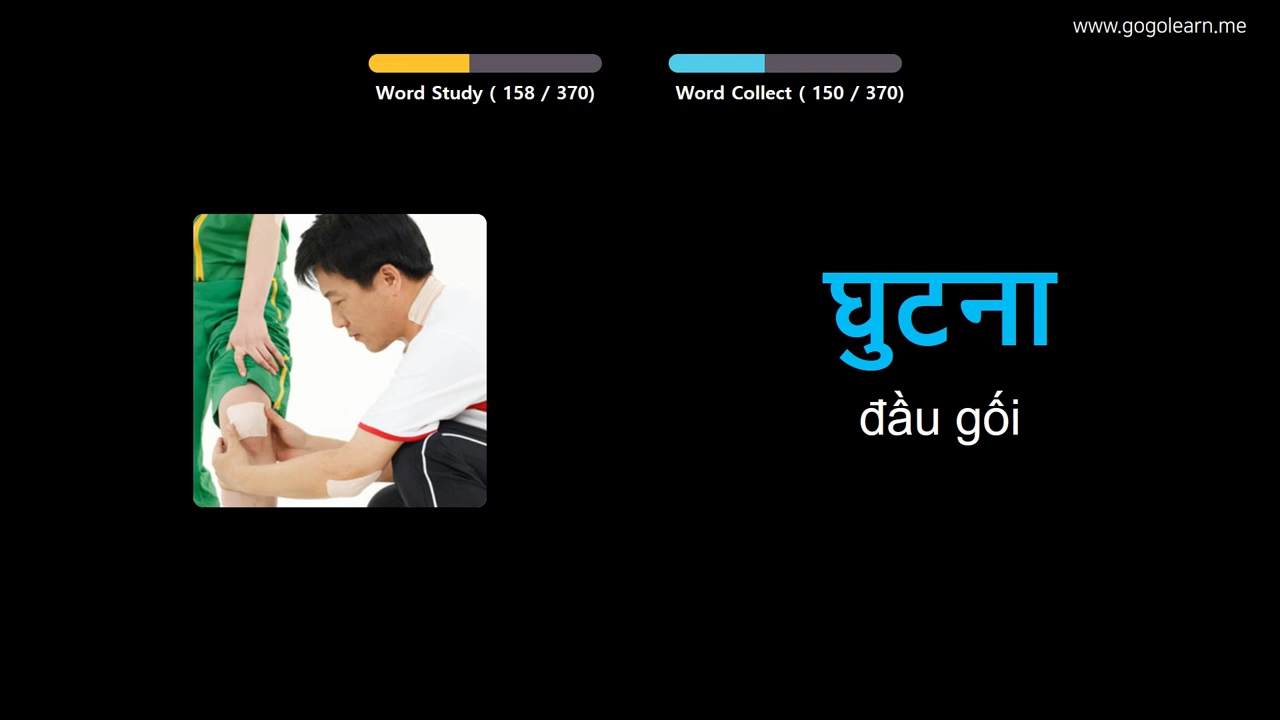 www.gogolearn.me
Word Study ( 158 / 370)
Word Collect ( 150 / 370)
घुटना
đầu gối